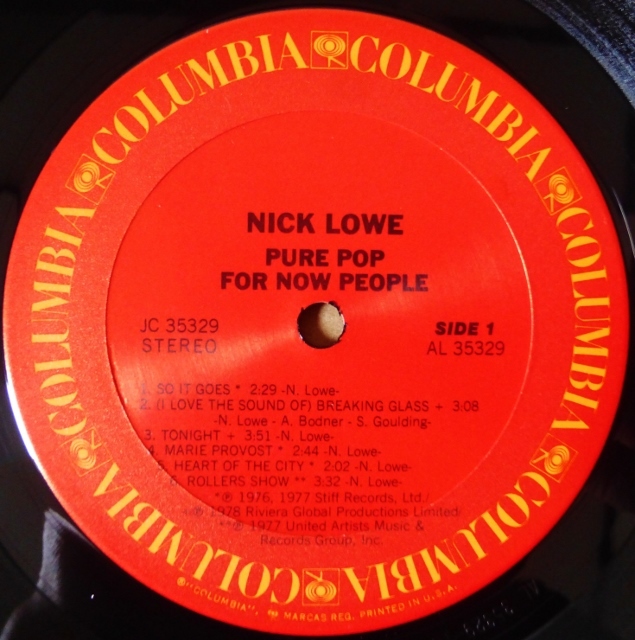 COLUMBIA COLUMBIA COLUMBIA COLUMBIA COLUMBIA COLUMBIA COLUMBIA
NICK LOWE
PURE POP
FOR NOW PEOPLE
JC 35329
STEREO
SIDE 1
AL 35329
1. SO IT GOES * 2:29 -N. Lowe-
2. (I LOVE THE SOUND OF) BREAKING GLASS + 3:08
-N. Lowe - A. Bodner - S. Goulding-
3. TONIGHT + 3:51 -N. Lowe-
4. MARIE PROVOST * 2:44 -N. Lowe-
5. HEART OF THE CITY * 2:02 -N. Lowe-
6. ROLLERS SHOW ** 3:32 -N. Lowe-
*℗ 1976, 1977 Stiff Records, Ltd./
+℗ 1978 Riviera Global Productions Limited/
**℗ 1977 United Artists Music &
Records Group, Inc.
®"COLUMBIA", MARCAS REG. PRINTED IN U.S.A.